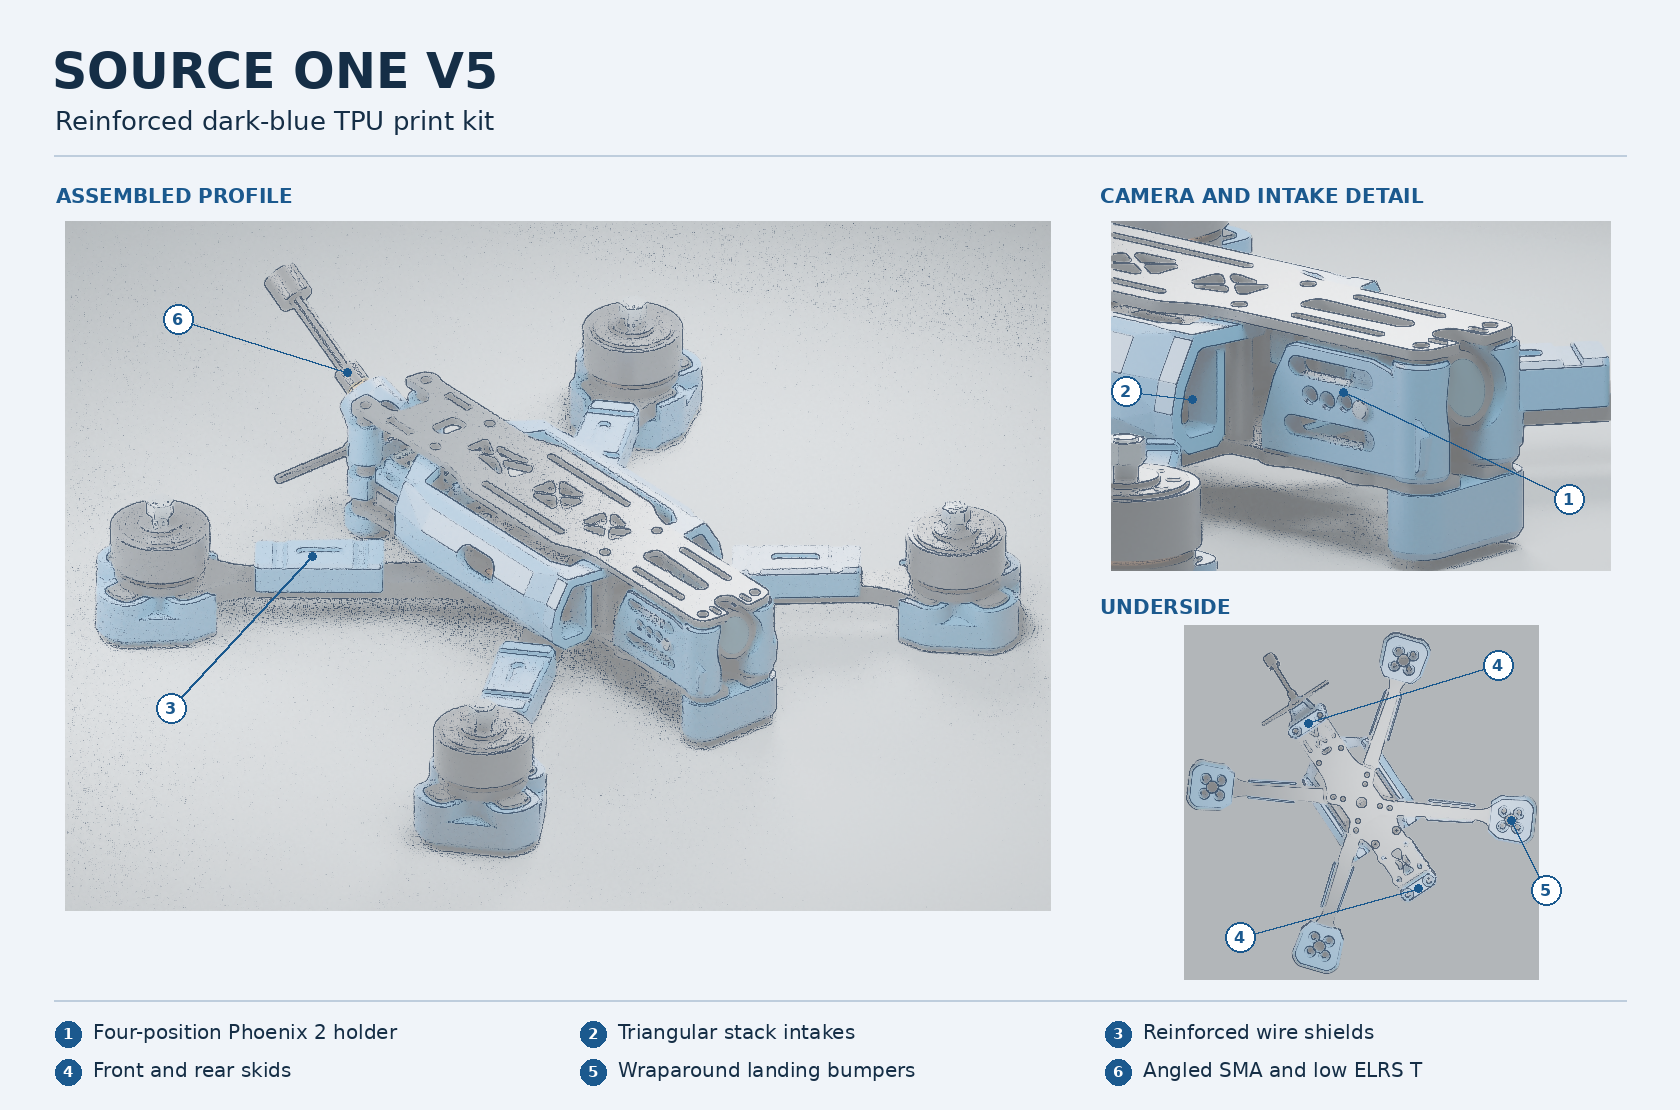 SOURCE ONE V5
Reinforced dark-blue TPU print kit
ASSEMBLED PROFILE
6
3
CAMERA AND INTAKE DETAIL
2
1
UNDERSIDE
4
5
4
1 Four-position Phoenix 2 holder
2 Triangular stack intakes
3 Reinforced wire shields
4 Front and rear skids
5 Wraparound landing bumpers
6 Angled SMA and low ELRS T